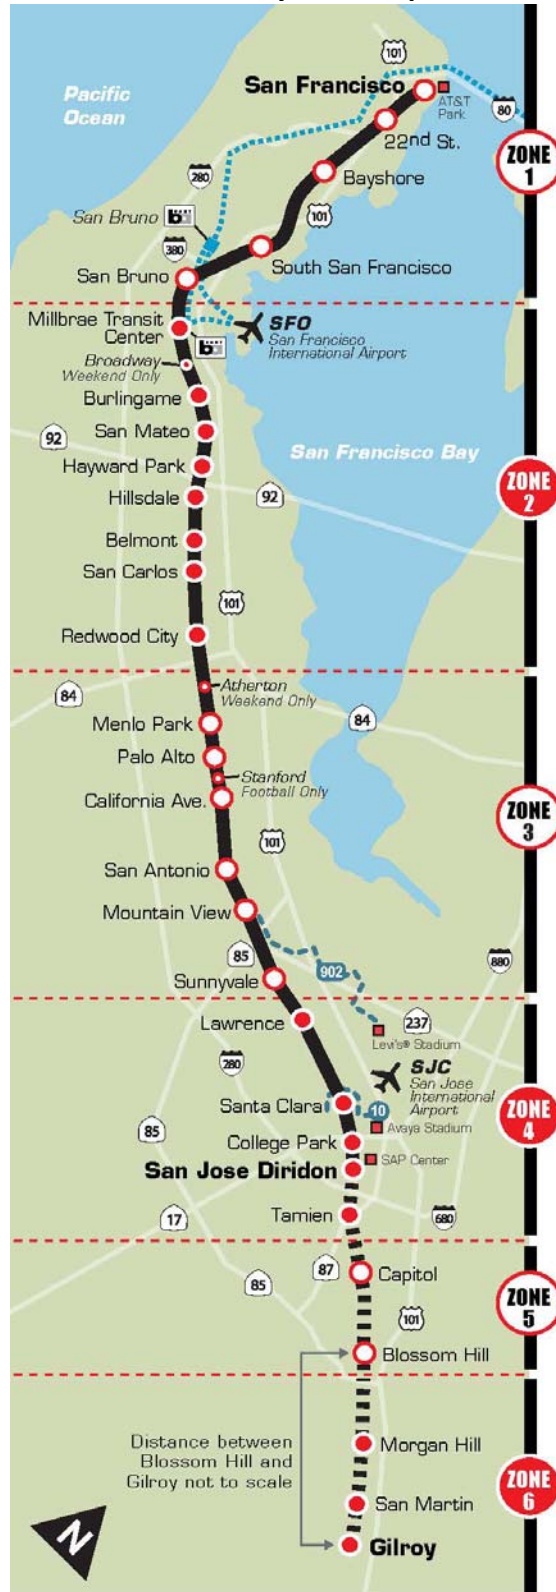 101
San Francisco
Pacific
Ocean
AT&T
Park
80
22nd St.
ZONE
1
280
Bayshore
San Bruno
ba
101
380
South San Francisco
San Bruno
Millbrae Transit
Center
SFO
San Francisco
International Airport
ba
Broadway
Weekend Only
Burlingame
San Mateo
92
San Francisco Bay
Hayward Park
ZONE
2
Hillsdale
92
Belmont
San Carlos
101
Redwood City
Atherton
Weekend Only
84
Menlo Park
84
Palo Alto
Stanford
Football Only
California Ave.
ZONE
3
101
San Antonio
Mountain View
85
880
902
Sunnyvale
Lawrence
237
Levi's® Stadium
280
SJC
San Jose
International
Airport
Santa Clara
10
ZONE
4
Avaya Stadium
85
College Park
SAP Center
San Jose Diridon
17
Tamien
680
87
Capitol
85
ZONE
5
101
Blossom Hill
Distance between
Blossom Hill and
Gilroy not to scale
Morgan Hill
ZONE
6
San Martin
N
Gilroy